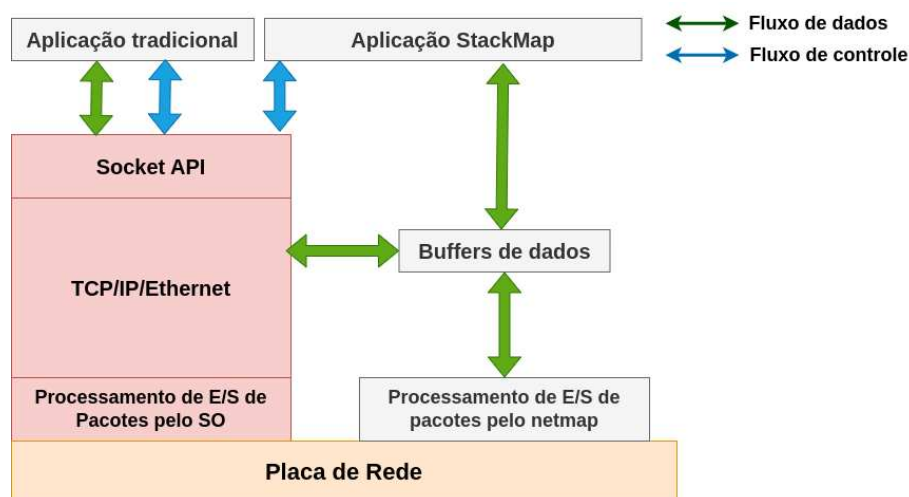 Aplicação tradicional
Aplicação StackMap
Fluxo de dados
Fluxo de controle
Socket API
TCP/IP/Ethernet
Buffers de dados
Processamento de E/S de
Pacotes pelo SO
Processamento de E/S de
pacotes pelo netmap
Placa de Rede